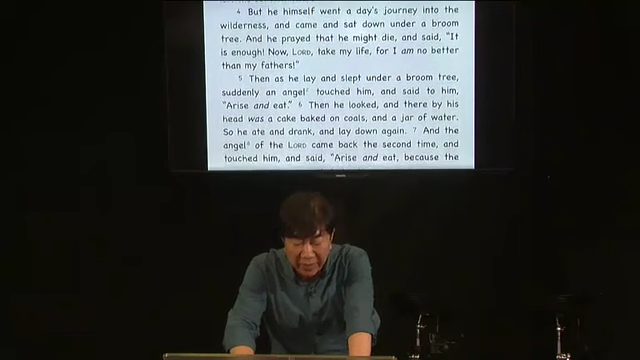 4 But he himself went a day's journey into the
wilderness, and came and sat down under a broom
tree. And he prayed that he might die, and said, "It
is enough! Now, LORD, take my life, for I am no better
than my fathers!"
5 Then as he lay and slept under a broom tree,
suddenly an angel touched him, and said to him,
"Arise and eat." 6 Then he looked, and there by his
head was a cake baked on coals, and a jar of water.
So he ate and drank, and lay down again. 7 And the
angel of the LORD came back the second time, and
touched him, and said, "Arise and eat, because the